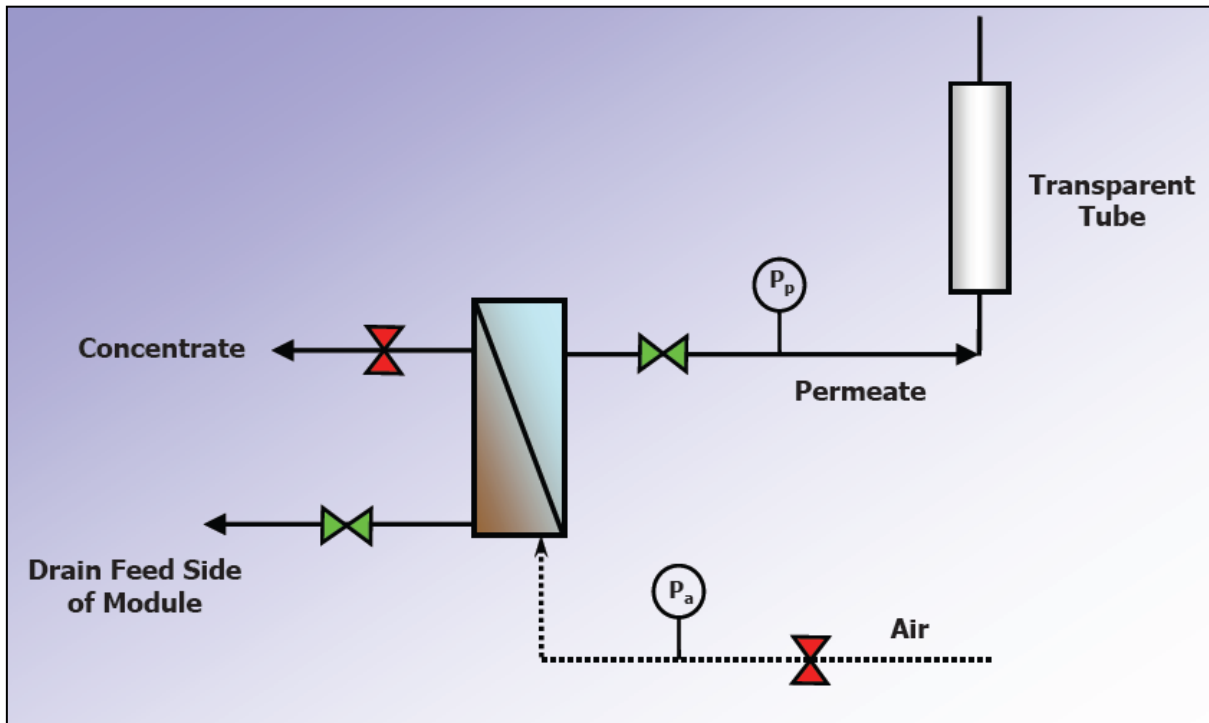 Transparent
Tube
Pp
Concentrate
Permeate
Drain Feed Side
of Module
Pa
Air